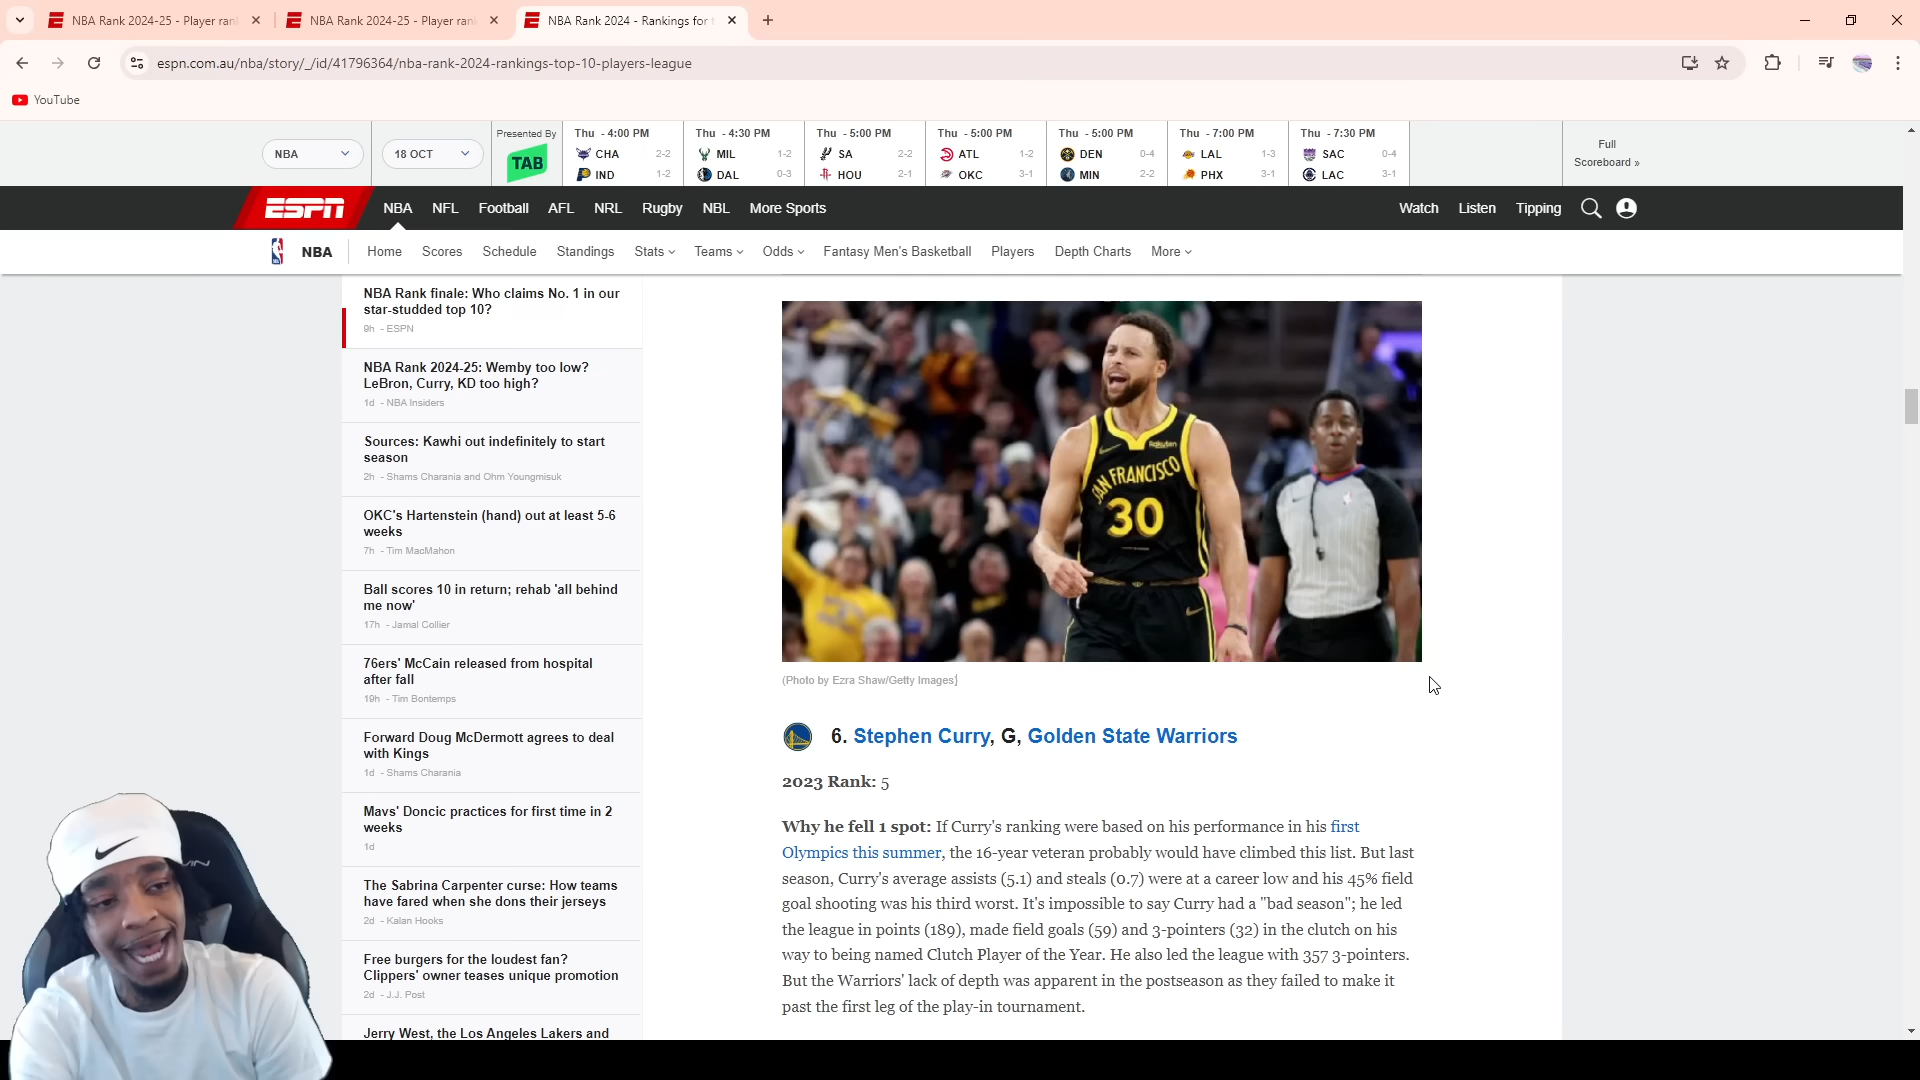 NBA Rank 2024-25 - Player ran
NBA Rank 2024-25 - Player rank
NBA Rank 2024 - Rankings for t
espn.com.au/nba/story/_/id/41796364/nba-rank-2024-rankings-top-10-players-league
YouTube
NBA
18 OCT
Presented By
TAB
Thu - 4:00 PM
CHA 2-2
IND 1-2
Thu - 4:30 PM
MIL 1-2
DAL 0-3
Thu - 5:00 PM
SA 2-2
HOU 2-1
Thu - 5:00 PM
ATL 1-2
OKC 3-1
Thu - 5:00 PM
DEN 0-4
MIN 2-2
Thu - 7:00 PM
LAL 1-3
PHX 3-1
Thu - 7:30 PM
SAC 0-4
LAC 3-1
Full
Scoreboard »
ESPN NBA NFL Football AFL NRL Rugby NBL More Sports Watch Listen Tipping
NBA Home Scores Schedule Standings Stats Teams Odds Fantasy Men's Basketball Players Depth Charts More
NBA Rank finale: Who claims No. 1 in our
star-studded top 10?
9h - ESPN
NBA Rank 2024-25: Wemby too low?
LeBron, Curry, KD too high?
1d - NBA Insiders
Sources: Kawhi out indefinitely to start
season
2h - Shams Charania and Ohm Youngmisuk
OKC's Hartenstein (hand) out at least 5-6
weeks
7h - Tim MacMahon
Ball scores 10 in return; rehab 'all behind
me now'
17h - Jamal Collier
76ers' McCain released from hospital
after fall
19h - Tim Bontemps
Forward Doug McDermott agrees to deal
with Kings
1d - Shams Charania
Mavs' Doncic practices for first time in 2
weeks
1d
The Sabrina Carpenter curse: How teams
have fared when she dons their jerseys
2d - Kalan Hooks
Free burgers for the loudest fan?
Clippers' owner teases unique promotion
2d - J.J. Post
Jerry West, the Los Angeles Lakers and
Rakuten
SAN FRANCISCO
30
(Photo by Ezra Shaw/Getty Images)
6. Stephen Curry, G, Golden State Warriors
2023 Rank: 5
Why he fell 1 spot: If Curry's ranking were based on his performance in his first
Olympics this summer, the 16-year veteran probably would have climbed this list. But last
season, Curry's average assists (5.1) and steals (0.7) were at a career low and his 45% field
goal shooting was his third worst. It's impossible to say Curry had a "bad season"; he led
the league in points (189), made field goals (59) and 3-pointers (32) in the clutch on his
way to being named Clutch Player of the Year. He also led the league with 357 3-pointers.
But the Warriors' lack of depth was apparent in the postseason as they failed to make it
past the first leg of the play-in tournament.